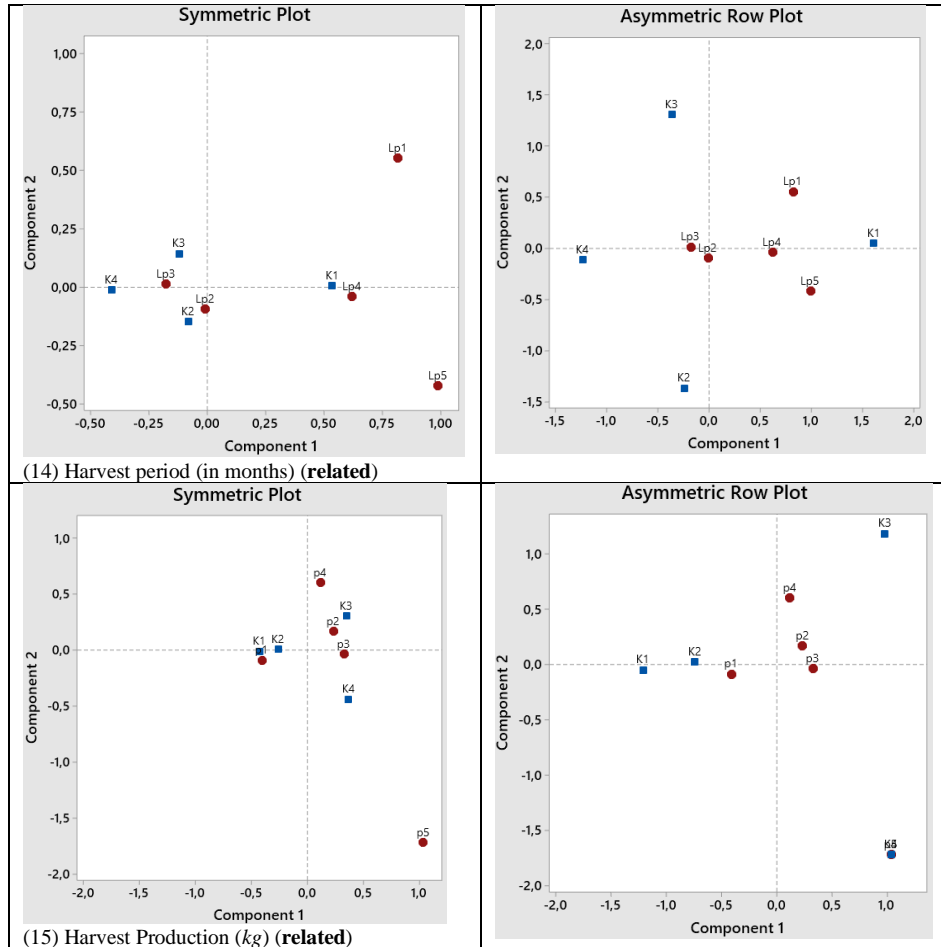 Symmetric Plot
1,00
0,75
0,50
0,25
0,00
-0,25
-0,50
Component 2
Lp1
K3
K4
Lp3
K2
Lp2
K1
Lp4
Lp5
-0,50 -0,25 0,00 0,25 0,50 0,75 1,00
Component 1
(14) Harvest period (in months) (related)
Asymmetric Row Plot
2,0
1,5
1,0
0,5
0,0
-0,5
-1,0
-1,5
Component 2
K3
Lp1
K1
Lp3
Lp2
Lp4
K4
Lp5
K2
-1,5 -1,0 -0,5 0,0 0,5 1,0 1,5 2,0
Component 1
Symmetric Plot
1,0
0,5
0,0
-0,5
-1,0
-1,5
-2,0
Component 2
p4
K3
p2
K1 K2
p3
K4
p5
-2,0 -1,5 -1,0 -0,5 0,0 0,5 1,0
Component 1
(15) Harvest Production (kg) (related)
Asymmetric Row Plot
1,0
0,5
0,0
-0,5
-1,0
-1,5
-2,0
Component 2
K3
p4
p2
K1
K2
p1
p3
-2,0 -1,5 -1,0 -0,5 0,0 0,5 1,0
Component 1